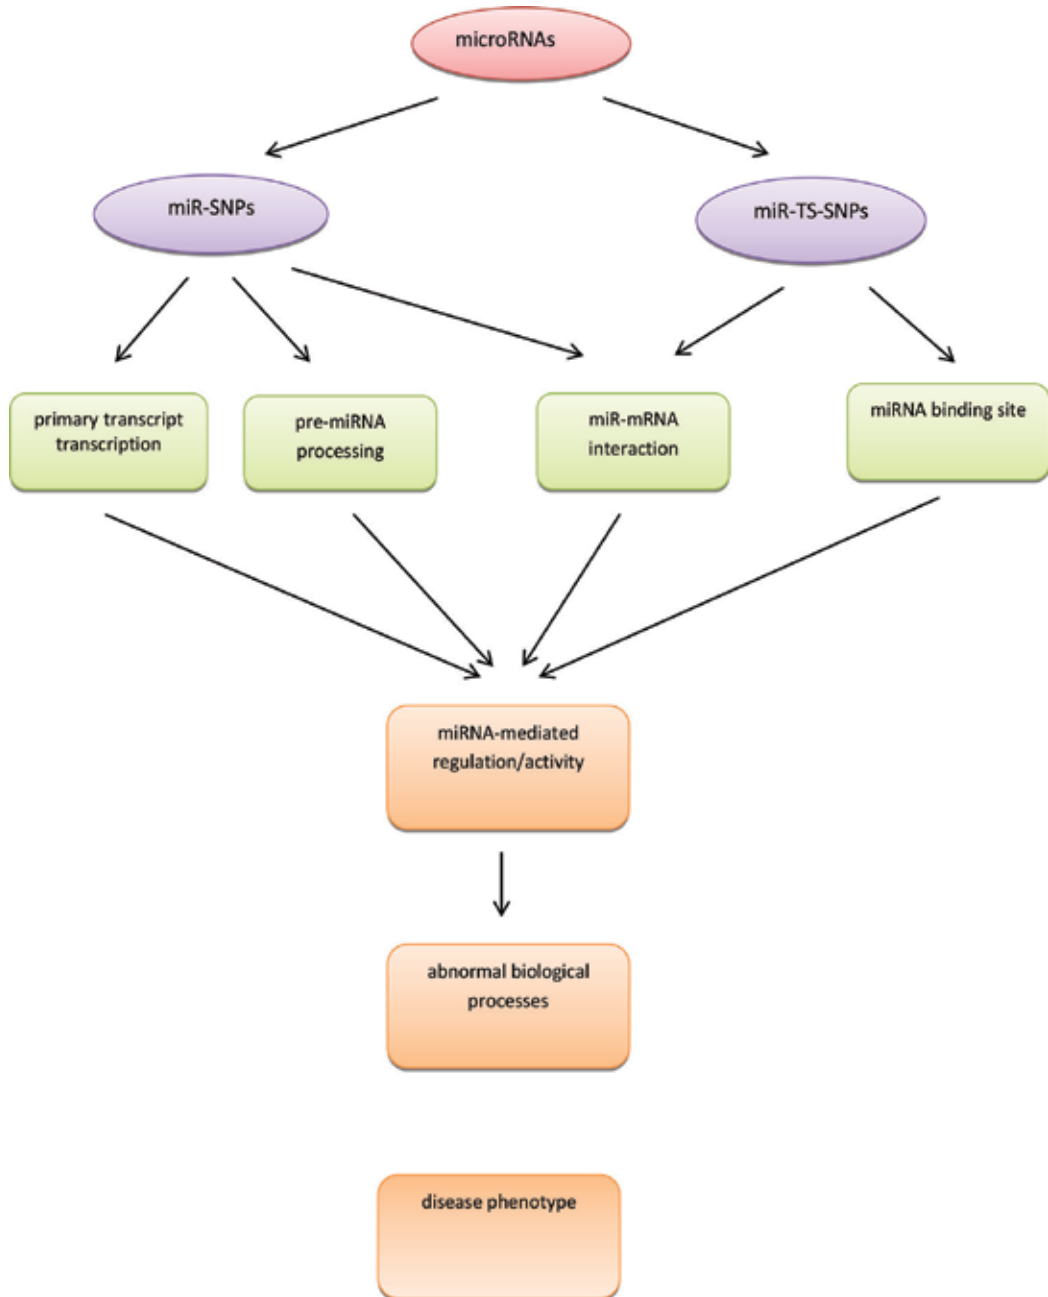 microRNAs
miR-SNPs
miR-TS-SNPs
primary transcript
transcription
pre-miRNA
processing
miR-mRNA
interaction
miRNA binding site
miRNA-mediated
regulation/activity
abnormal biological
processes
disease phenotype